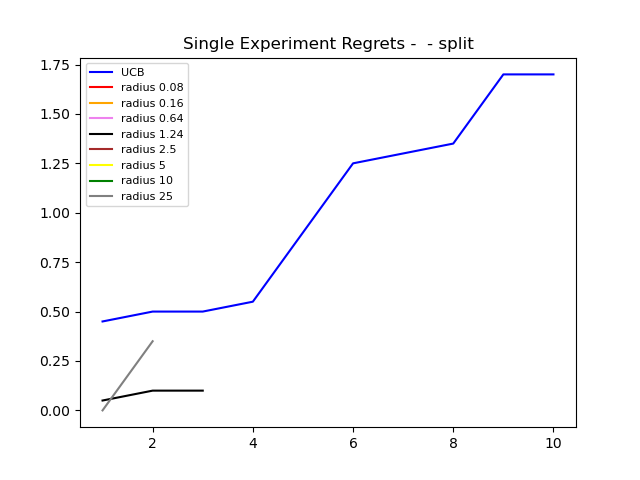 Single Experiment Regrets -  - split
1.75
1.50
1.25
1.00
0.75
0.50
0.25
0.00
UCB
radius 0.08
radius 0.16
radius 0.64
radius 1.24
radius 2.5
radius 5
radius 10
radius 25
2 4 6 8 10